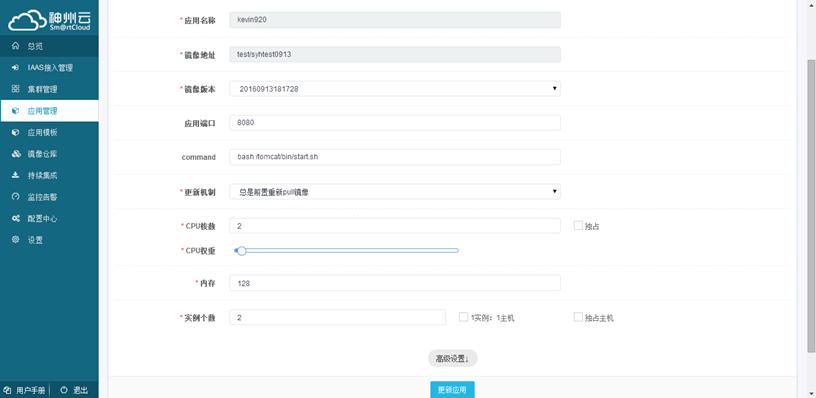 神州云
Sm@rtCloud
总览
IAAS接入管理
集群管理
应用管理
应用模板
镜像仓库
持续集成
监控告警
配置中心
设置
用户手册 退出
* 应用名称 kevin920
* 镜像地址 test/syhtest0913
* 镜像版本 20160913181728
应用端口 8080
command bash /tomcat/bin/start.sh
* 更新机制 总是需要重新pull镜像
* CPU核数 2 独占
* CPU权重
* 内存 128
* 实例个数 2 1实例：1主机 独占主机
高级设置↓
更新应用